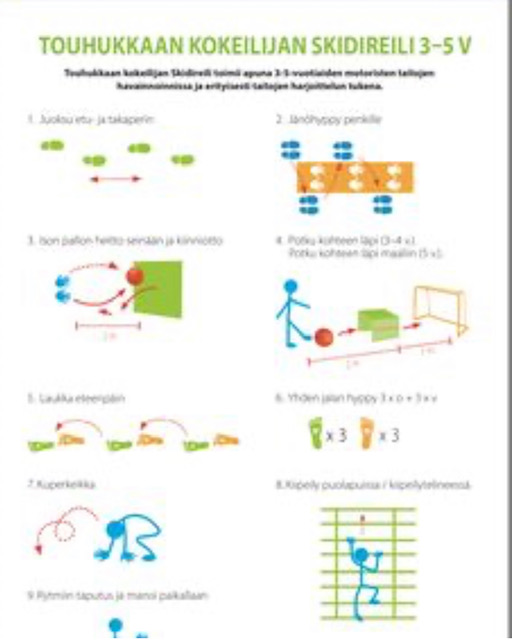 TOUHUKKAAN KOKEILIJAN SKIDIREILI 3–5 V
Touhukkaan kokeilijan Skidireili toimii apuna 3-5-vuotiaiden motoristen taitojen
havainnoinnissa ja erityisesti taitojen harjoittelun tukena.
1. Juoksu etu- ja takaperin
2. Jänöhyppy penkille
3. Ison pallon heitto seinään ja kiinniotto
4. Potku kohteen läpi (3-4 v).
Potku kohteen läpi maaliin (5 v).
2 m
2 m
5. Laukka eteenpäin
6. Yhden jalan hyppy 3 x o + 3 x v
x 3
x 3
7. Kuperkeikka
8. Kiipeily puolapuissa / kiipeilytelineessä
9. Rytmiin taputus ja marssi paikallaan